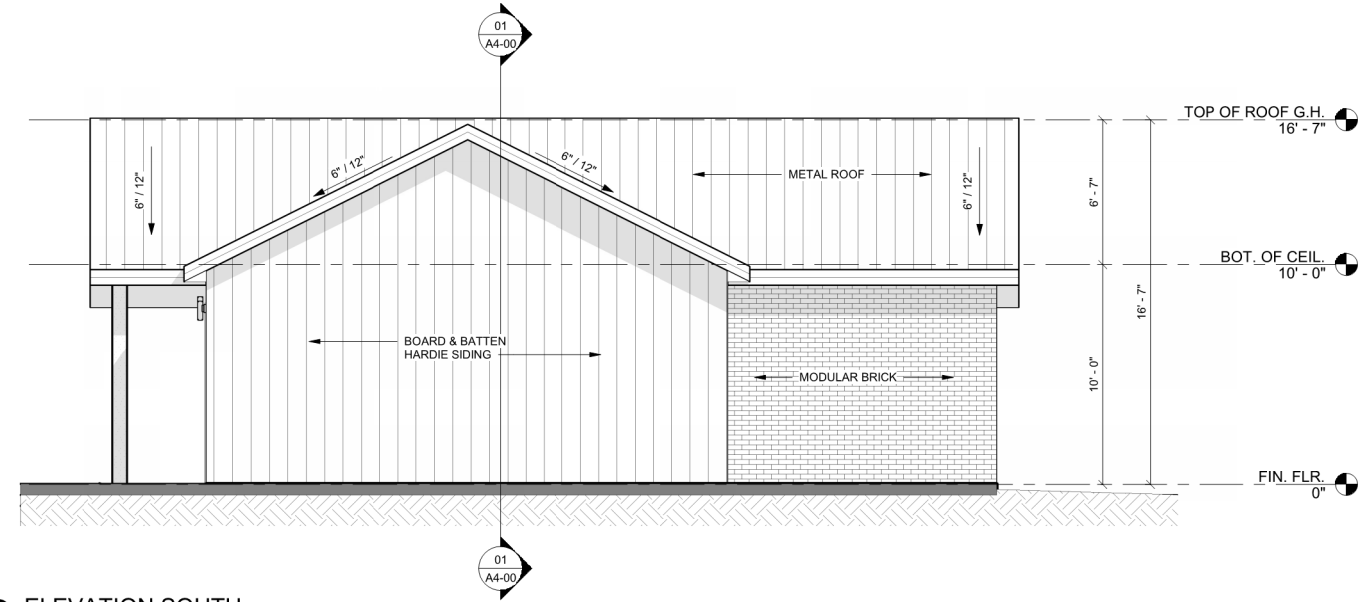 01
A4-00
TOP OF ROOF G.H.
16' - 7"
6" / 12"
6" / 12"
6" / 12"
METAL ROOF
6" / 12"
6' - 7"
BOT. OF CEIL.
10' - 0"
16' - 7"
BOARD & BATTEN
HARDIE SIDING
MODULAR BRICK
10' - 0"
FIN. FLR.
0"
01
A4-00
ELEVATION SOUTH